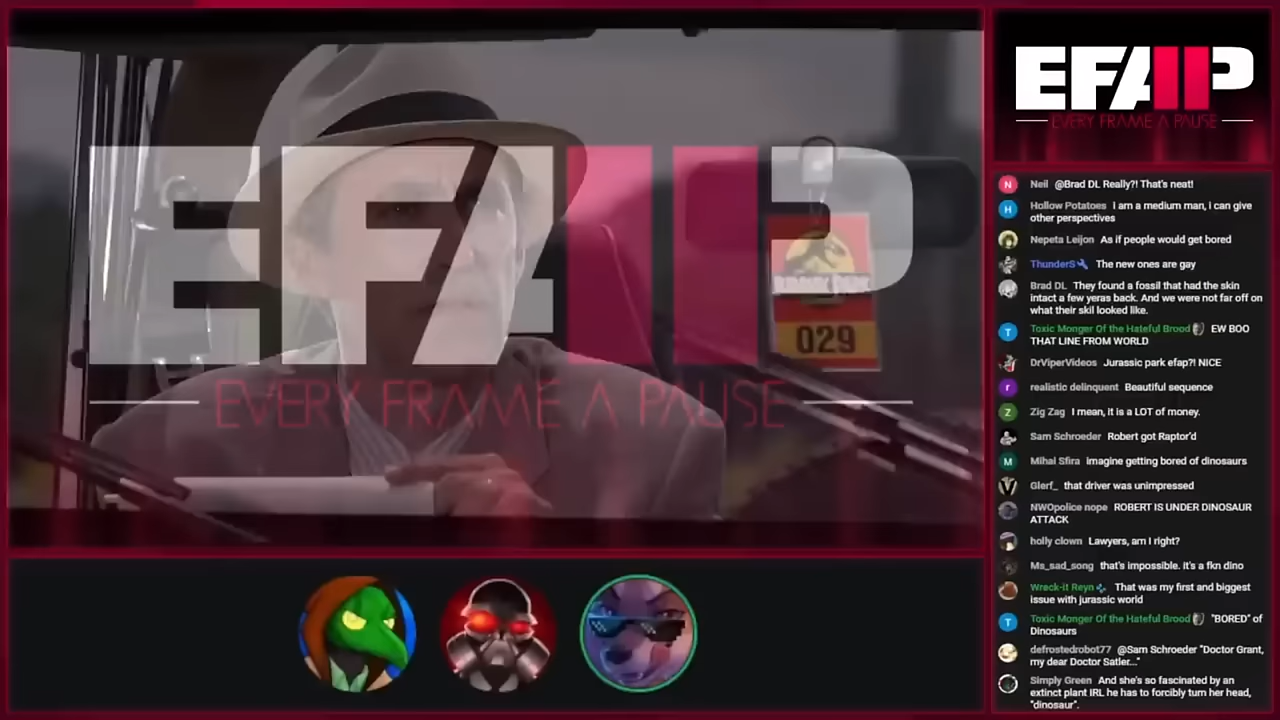 EFAP
EVERY FRAME A PAUSE
029
EFAP
EVERY FRAME A PAUSE
Neil @Brad DL Really?! That's neat!
Hollow Potatoes I am a medium man, i can give
other perspectives
Nepeta Leijon As if people would get bored
ThunderS The new ones are gay
Brad DL They found a fossil that had the skin
intact a few yeras back. And we were not far off on
what their skil looked like.
Toxic Monger Of the Hateful Brood EW BOO
THAT LINE FROM WORLD
DrViperVideos Jurassic park efap?! NICE
realistic delinquent Beautiful sequence
Zig Zag I mean, it is a LOT of money.
Sam Schroeder Robert got Raptor'd
Mihal Sfira imagine getting bored of dinosaurs
Glerf_ that driver was unimpressed
NWOpolice nope ROBERT IS UNDER DINOSAUR
ATTACK
holly clown Lawyers, am I right?
Ms_sad_song that's impossible. it's a fkn dino
Wreck-it Reyn That was my first and biggest
issue with jurassic world
Toxic Monger Of the Hateful Brood "BORED" of
Dinosaurs
defrostedrobot77 @Sam Schroeder "Doctor Grant,
my dear Doctor Satler..."
Simply Green And she's so fascinated by an
extinct plant IRL he has to forcibly turn her head,
"dinosaur".